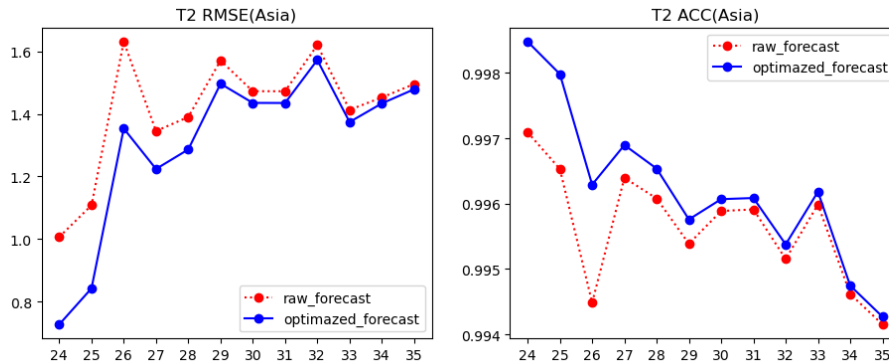 T2 RMSE(Asia)
1.6
1.4
1.2
1.0
0.8
raw_forecast
optimazed_forecast
24 25 26 27 28 29 30 31 32 33 34 35
T2 ACC(Asia)
raw_forecast
optimazed_forecast
0.998
0.997
0.996
0.995
0.994
24 25 26 27 28 29 30 31 32 33 34 35